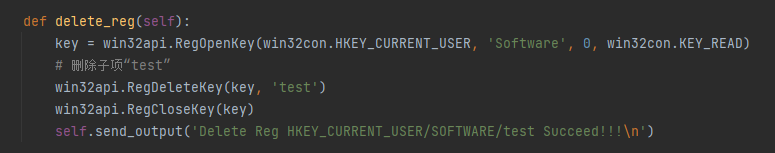 def delete_reg(self):
key = win32api.RegOpenKey(win32con.HKEY_CURRENT_USER, 'Software', 0, win32con.KEY_READ)
# 删除子项“test”
win32api.RegDeleteKey(key, 'test')
win32api.RegCloseKey(key)
self.send_output('Delete Reg HKEY_CURRENT_USER/SOFTWARE/test Succeed!!!\n')